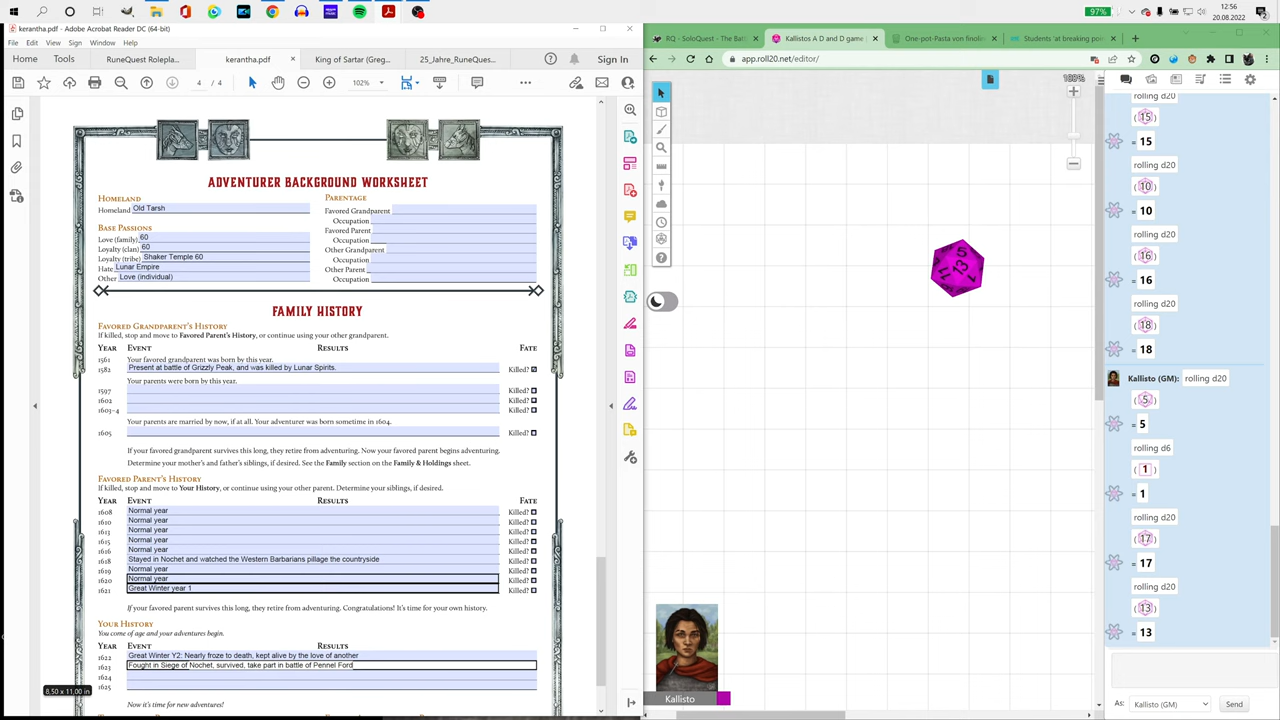 97%
12:56
20.08.2022
kerantha.pdf - Adobe Acrobat Reader DC (64-bit)
File Edit View Sign Window Help
Home Tools RuneQuest Rolepla... kerantha.pdf King of Sartar (Greg... 25_Jahre_RuneQues... Sign In
4 / 4 102%
ADVENTURER BACKGROUND WORKSHEET
HOMELAND
Homeland Old Tarsh
BASE PASSIONS
Love (family) 60
Loyalty (clan) 60
Loyalty (tribe) Shaker Temple 60
Hate Lunar Empire
Other Love (individual)
PARENTAGE
Favored Grandparent
Occupation
Favored Parent
Occupation
Other Grandparent
Occupation
Other Parent
Occupation
FAMILY HISTORY
FAVORED GRANDPARENT'S HISTORY
If killed, stop and move to Favored Parent's History, or continue using your other grandparent.
YEAR EVENT RESULTS FATE
1561 Your favored grandparent was born by this year.
1582 Present at battle of Grizzly Peak, and was killed by Lunar Spirits. Killed?
Your parents were born by this year.
1597 Killed?
1602 Killed?
1603-4 Killed?
Your parents are married by now, if at all. Your adventurer was born sometime in 1604.
1605 Killed?
If your favored grandparent survives this long, they retire from adventuring. Now your favored parent begins adventuring.
Determine your mother's and father's siblings, if desired. See the Family section on the Family & Holdings sheet.
FAVORED PARENT'S HISTORY
If killed, stop and move to Your History, or continue using your other parent. Determine your siblings, if desired.
YEAR EVENT RESULTS FATE
1608 Normal year Killed?
1610 Normal year Killed?
1613 Normal year Killed?
1615 Normal year Killed?
1616 Normal year Killed?
1618 Stayed in Nochet and watched the Western Barbarians pillage the countryside Killed?
1619 Normal year Killed?
1620 Normal year Killed?
1621 Great Winter year 1 Killed?
If your favored parent survives this long, they retire from adventuring. Congratulations! It's time for your own history.
YOUR HISTORY
You come of age and your adventures begin.
YEAR EVENT RESULTS
1622 Great Winter Y2: Nearly froze to death, kept alive by the love of another
1623 Fought in Siege of Nochet, survived, take part in battle of Pennel Ford
1624
1625
Now it's time for new adventures!
8,50 x 11,00 in
RQ - SoloQuest - The Bat Kallistos A D and D game One-pot-Pasta von finolin Students 'at breaking poi
app.roll20.net/editor/
100%
5
13
11
7
Kallisto
rolling d20
(15)
= 15
rolling d20
(10)
= 10
rolling d20
(16)
= 16
rolling d20
(18)
= 18
Kallisto (GM): rolling d20
(5)
= 5
rolling d6
(1)
= 1
rolling d20
(17)
= 17
rolling d20
(13)
= 13
As: Kallisto (GM) Send